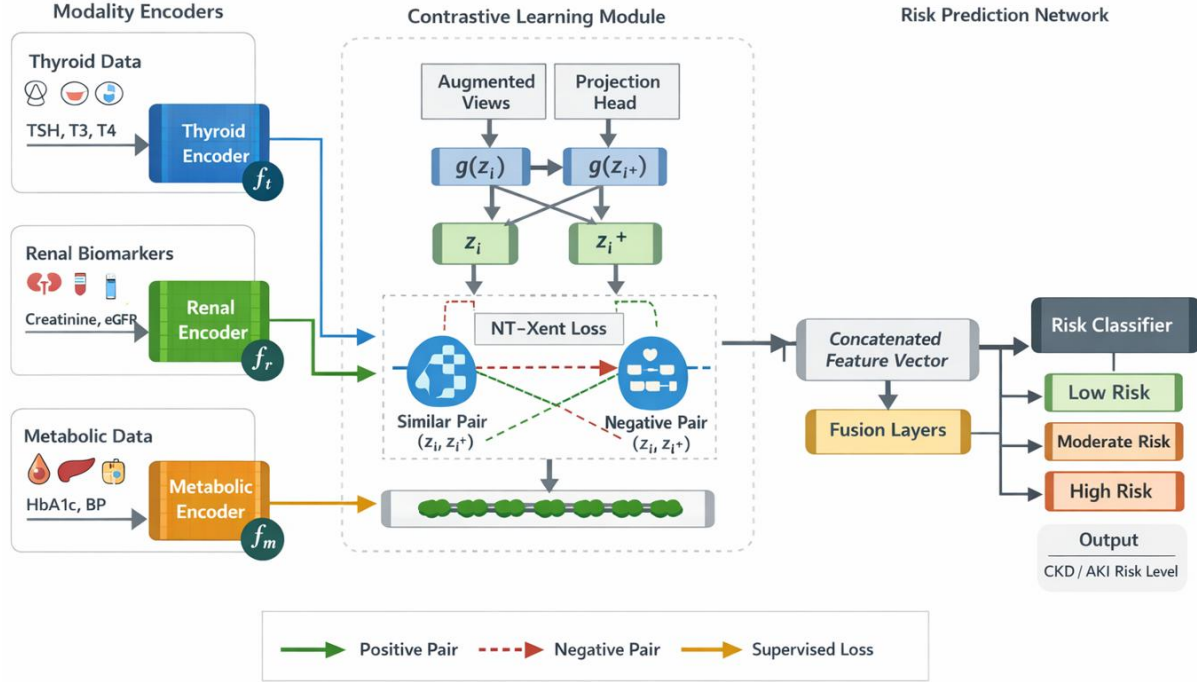 Modality Encoders
Contrastive Learning Module
Risk Prediction Network
Thyroid Data
TSH, T3, T4
Thyroid
Encoder
f_t
Renal Biomarkers
Creatinine, eGFR
Renal
Encoder
f_r
Metabolic Data
HbA1c, BP
Metabolic
Encoder
f_m
Augmented
Views
Projection
Head
g(z_i)
g(z_i+)
z_i
z_i^+
NT-Xent Loss
Similar Pair
(z_i, z_i+)
Negative Pair
(z_i, z_i+)
Concatenated
Feature Vector
Fusion Layers
Risk Classifier
Low Risk
Moderate Risk
High Risk
Output
CKD / AKI Risk Level
Positive Pair
Negative Pair
Supervised Loss